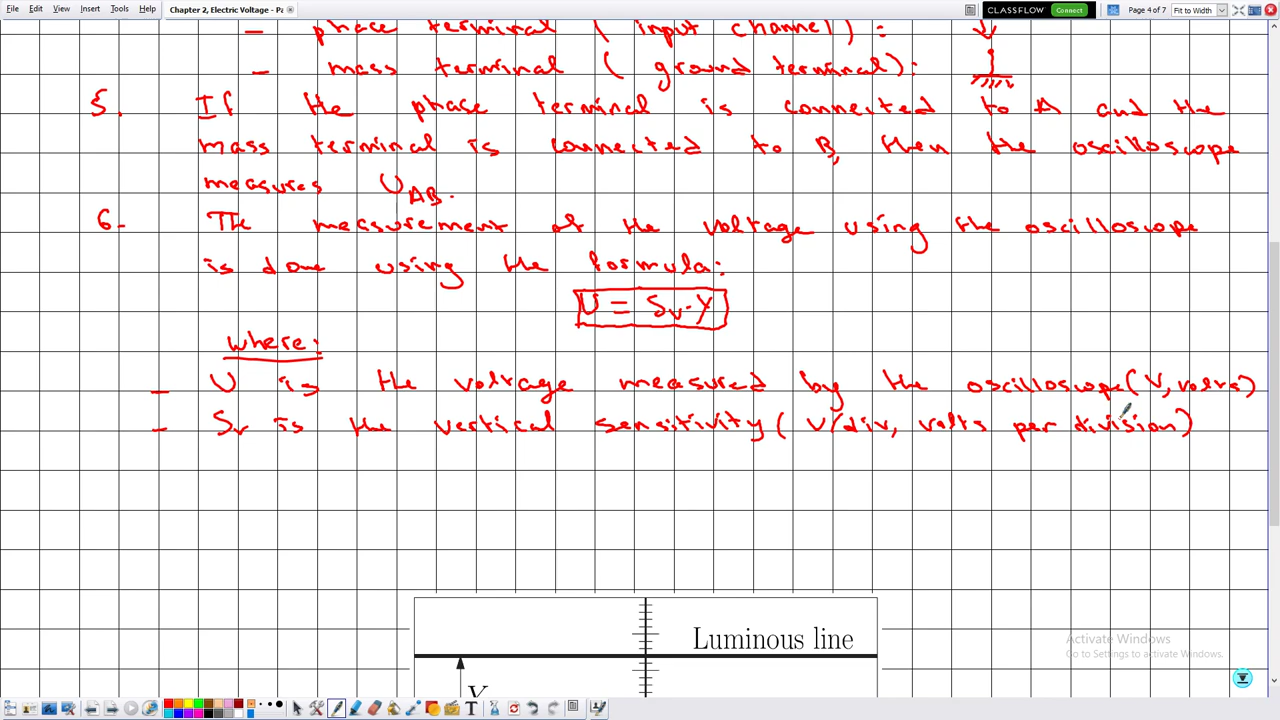 File Edit View Insert Tools Help Chapter 2, Electric Voltage - Pa CLASSFLOW Connect Page 4 of 7 Fit to Width
- phase terminal ( input channel ) :
- mass terminal ( ground terminal ) :
5. If the phase terminal is connected to A and the
mass terminal is connected to B, then the oscilloscope
measures U_AB.
6- The measurement of the voltage using the oscilloscope
is done using the formula:
U = Sv.Y
where:
- U is the voltage measured by the oscilloscope (V, volts)
- Sv is the vertical sensitivity ( V/div, volts per division)
Luminous line
Y
Activate Windows
Go to Settings to activate Windows.